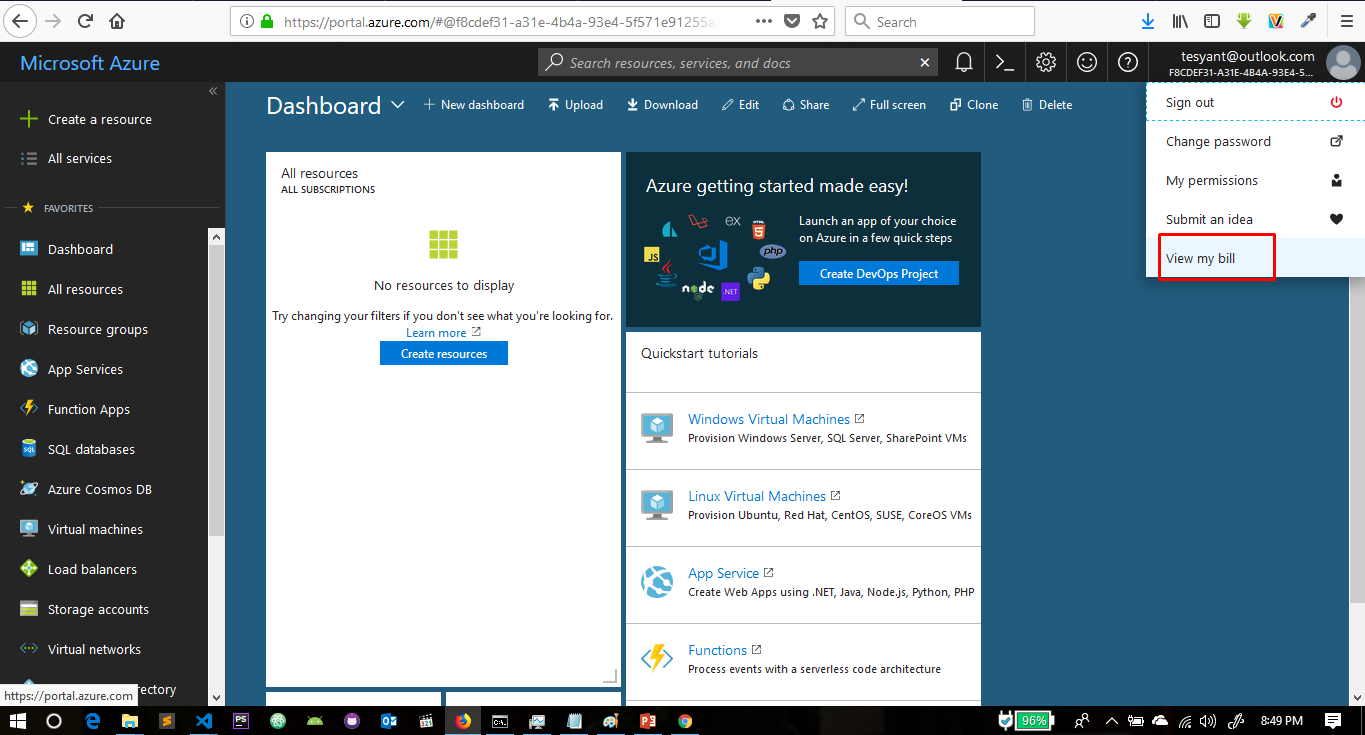 https://portal.azure.com/#@f8cdef31-a31e-4b4a-93e4-5f571e91255a/
Search
Microsoft Azure
Search resources, services, and docs
tesyant@outlook.com
F8CDEF31-A31E-4B4A-93E4-5...
Create a resource
All services
FAVORITES
Dashboard
All resources
Resource groups
App Services
Function Apps
SQL databases
Azure Cosmos DB
Virtual machines
Load balancers
Storage accounts
Virtual networks
rectory
https://portal.azure.com
Dashboard
New dashboard
Upload
Download
Edit
Share
Full screen
Clone
Delete
Sign out
Change password
My permissions
Submit an idea
View my bill
All resources
ALL SUBSCRIPTIONS
No resources to display
Try changing your filters if you don't see what you're looking for.
Learn more
Create resources
Azure getting started made easy!
Launch an app of your choice
on Azure in a few quick steps
Create DevOps Project
EX
HTML
JS
php
node
.NET
Quickstart tutorials
Windows Virtual Machines
Provision Windows Server, SQL Server, SharePoint VMs
Linux Virtual Machines
Provision Ubuntu, Red Hat, CentOS, SUSE, CoreOS VMs
App Service
Create Web Apps using .NET, Java, Node.js, Python, PHP
Functions
Process events with a serverless code architecture
96%
8:49 PM